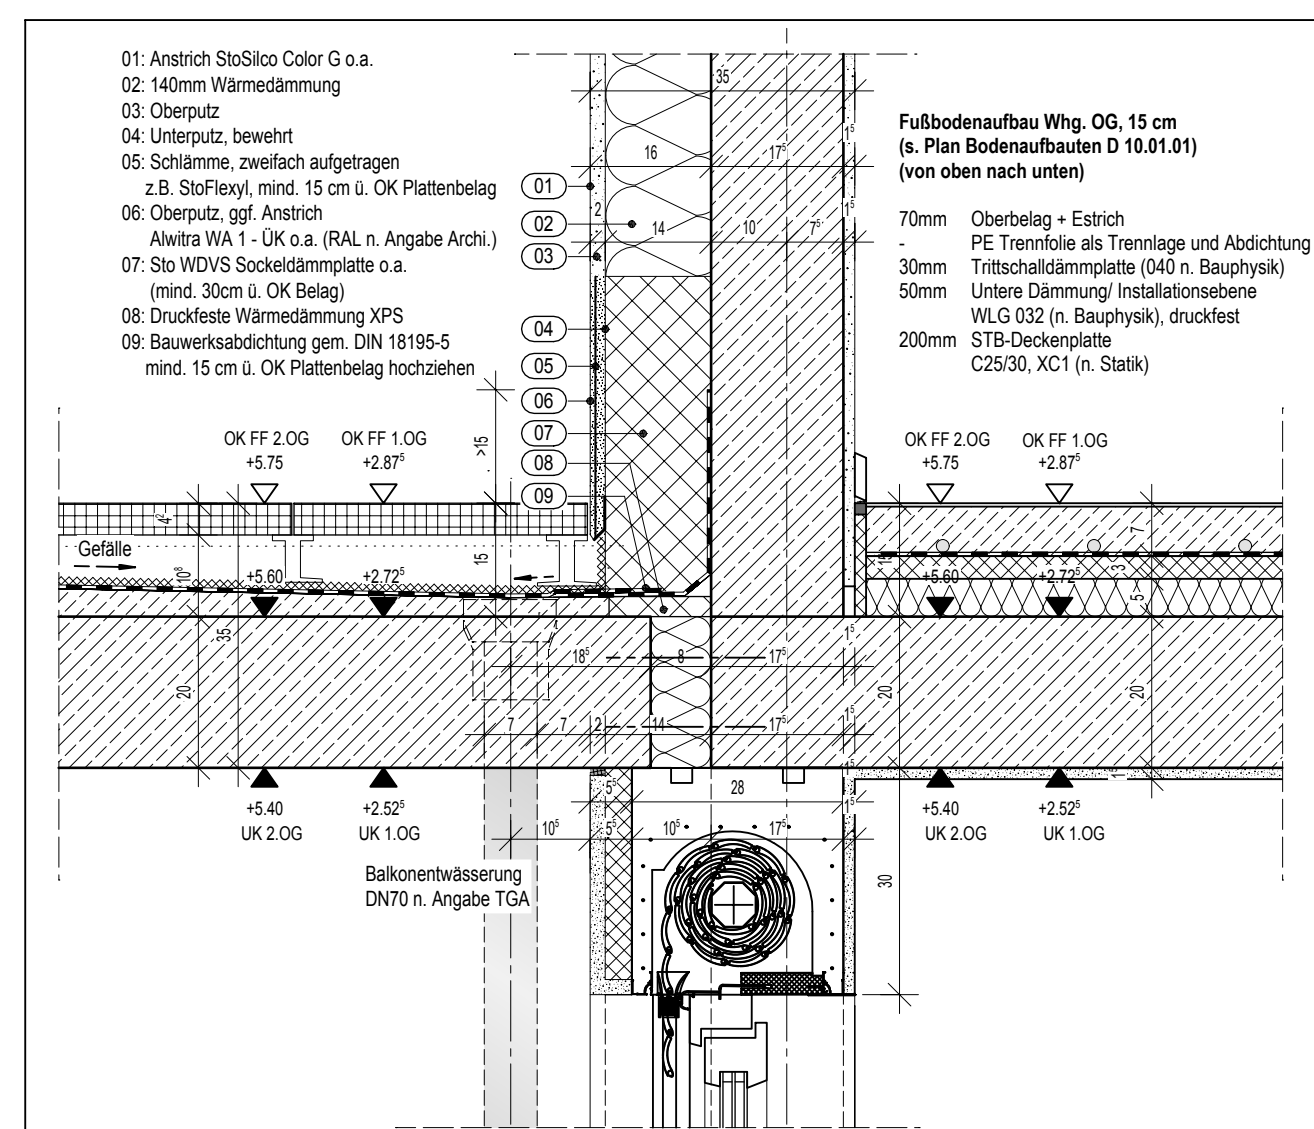 01: Anstrich StoSilco Color G o.a.
02: 140mm Wärmedämmung
03: Oberputz
04: Unterputz, bewehrt
05: Schlämme, zweifach aufgetragen
z.B. StoFlexyl, mind. 15 cm ü. OK Plattenbelag
06: Oberputz, ggf. Anstrich
Alwitra WA 1 - ÜK o.a. (RAL n. Angabe Archi.)
07: Sto WDVS Sockeldämmplatte o.a.
(mind. 30cm ü. OK Belag)
08: Druckfeste Wärmedämmung XPS
09: Bauwerksabdichtung gem. DIN 18195-5
mind. 15 cm ü. OK Plattenbelag hochziehen
Fußbodenaufbau Whg. OG, 15 cm
(s. Plan Bodenaufbauten D 10.01.01)
(von oben nach unten)
70mm Oberbelag + Estrich
- PE Trennfolie als Trennlage und Abdichtung
30mm Trittschalldämmplatte (040 n. Bauphysik)
50mm Untere Dämmung/ Installationsebene
WLG 032 (n. Bauphysik), druckfest
200mm STB-Deckenplatte
C25/30, XC1 (n. Statik)
35
1⁵
16 17⁵
1⁵
2 14 10 7⁵
01
02
03
04
05
06
07
08
09
OK FF 2.OG OK FF 1.OG
+5.75 +2.87⁵
>15
OK FF 2.OG OK FF 1.OG
+5.75 +2.87⁵
4²
Gefälle
10⁸
+5.60 +2.72⁵
15
7
15
3
+5.60 +2.72⁵
5
35
20
18⁵ 8 17⁵
1⁵
20
20
7 7 2 14 17⁵
1⁵
1⁵
1⁵
+5.40 +2.52⁵
UK 2.OG UK 1.OG
5⁵ 28
1⁵
10⁵ 5⁵ 10⁵ 17⁵
+5.40 +2.52⁵
UK 2.OG UK 1.OG
30
Balkonentwässerung
DN70 n. Angabe TGA